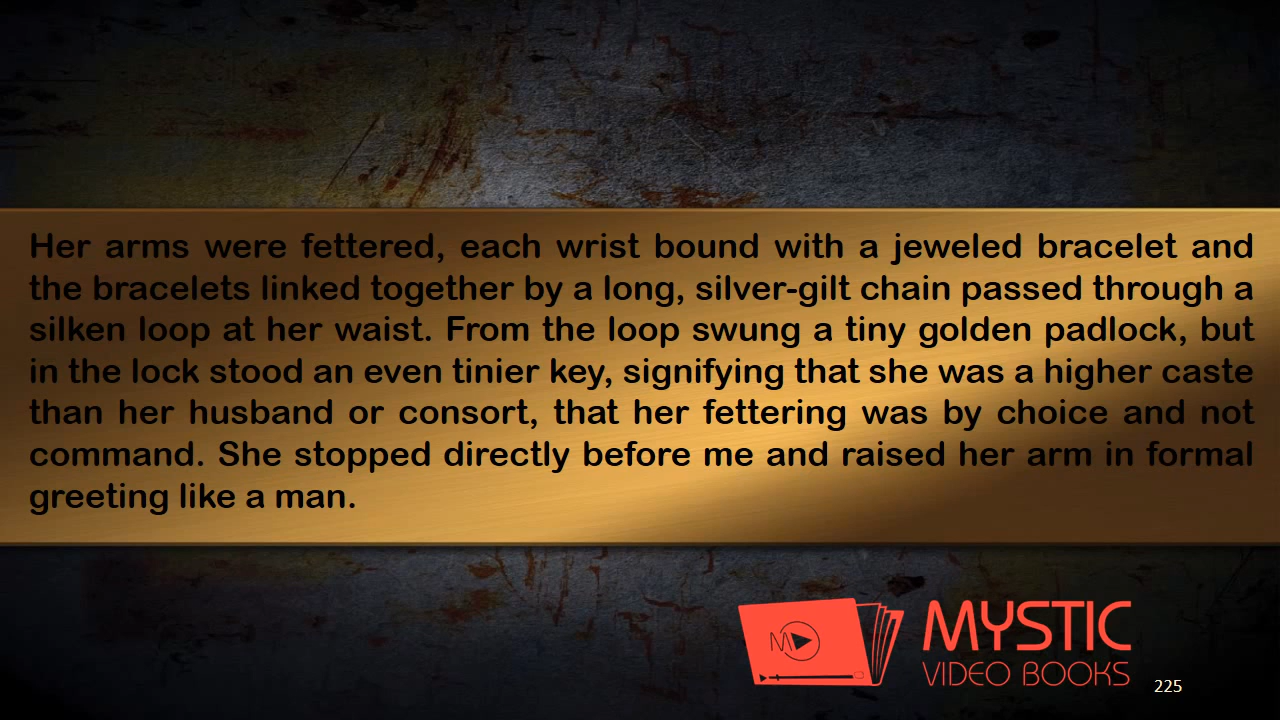 Her arms were fettered, each wrist bound with a jeweled bracelet and
the bracelets linked together by a long, silver-gilt chain passed through a
silken loop at her waist. From the loop swung a tiny golden padlock, but
in the lock stood an even tinier key, signifying that she was a higher caste
than her husband or consort, that her fettering was by choice and not
command. She stopped directly before me and raised her arm in formal
greeting like a man.
M
MYSTIC
VIDEO BOOKS
225